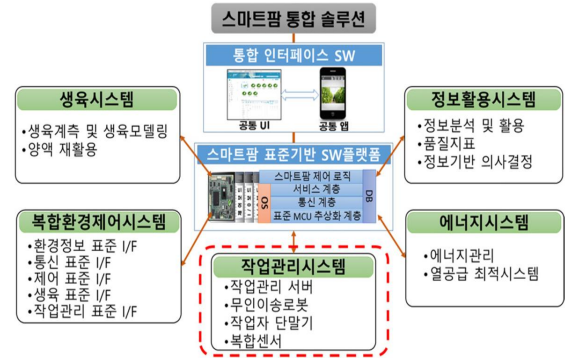 스마트팜 통합 솔루션
통합 인터페이스 SW
공통 UI
공통 앱
생육시스템
•생육계측 및 생육모델링
•양액 재활용
정보활용시스템
•정보분석 및 활용
•품질지표
•정보기반 의사결정
스마트팜 표준기반 SW플랫폼
스마트팜 제어 로직
서비스 계층
통신 계층
표준 MCU 추상화 계층
OS
DB
복합환경제어시스템
•환경정보 표준 I/F
•통신 표준 I/F
•제어 표준 I/F
•생육 표준 I/F
•작업관리 표준 I/F
작업관리시스템
•작업관리 서버
•무인이송로봇
•작업자 단말기
•복합센서
에너지시스템
•에너지관리
•열공급 최적시스템